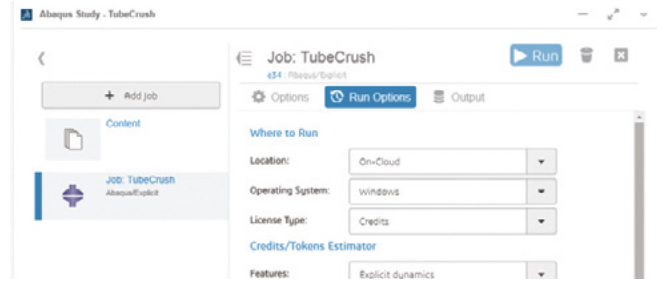 Abaqus Study - TubeCrush
Job: TubeCrush
Run
e34 : Abaqus/Explicit
+ Add job
Options
Run Options
Output
Content
Where to Run
Location:
On-Cloud
Job: TubeCrush
Abaqus/Explicit
Operating System:
Windows
License Type:
Credits
Credits/Tokens Estimator
Features:
Explicit dynamics